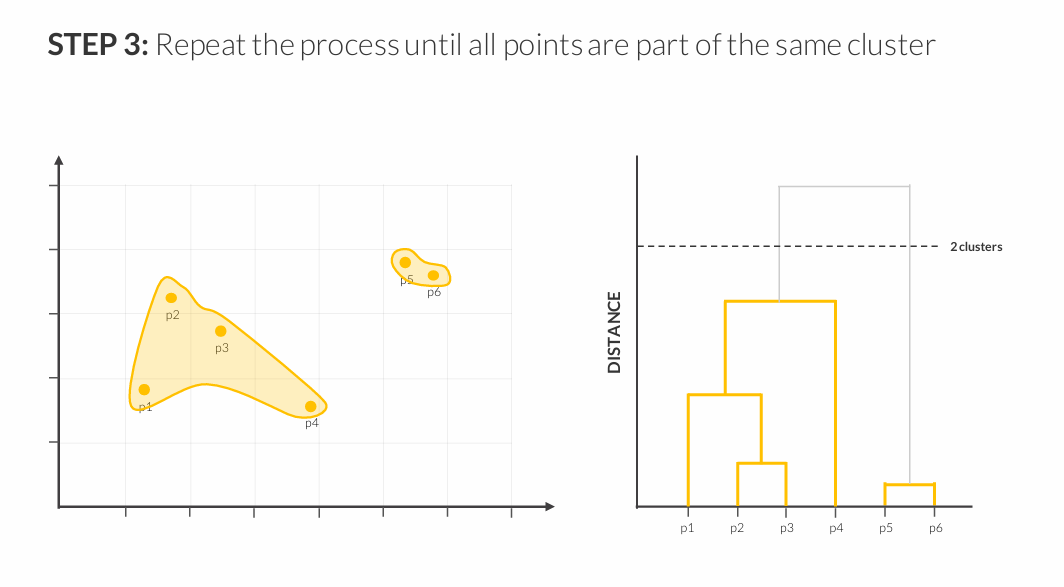 STEP 3: Repeat the process until all points are part of the same cluster
p5
p6
p2
p3
p1
p4
DISTANCE
2 clusters
p1 p2 p3 p4 p5 p6